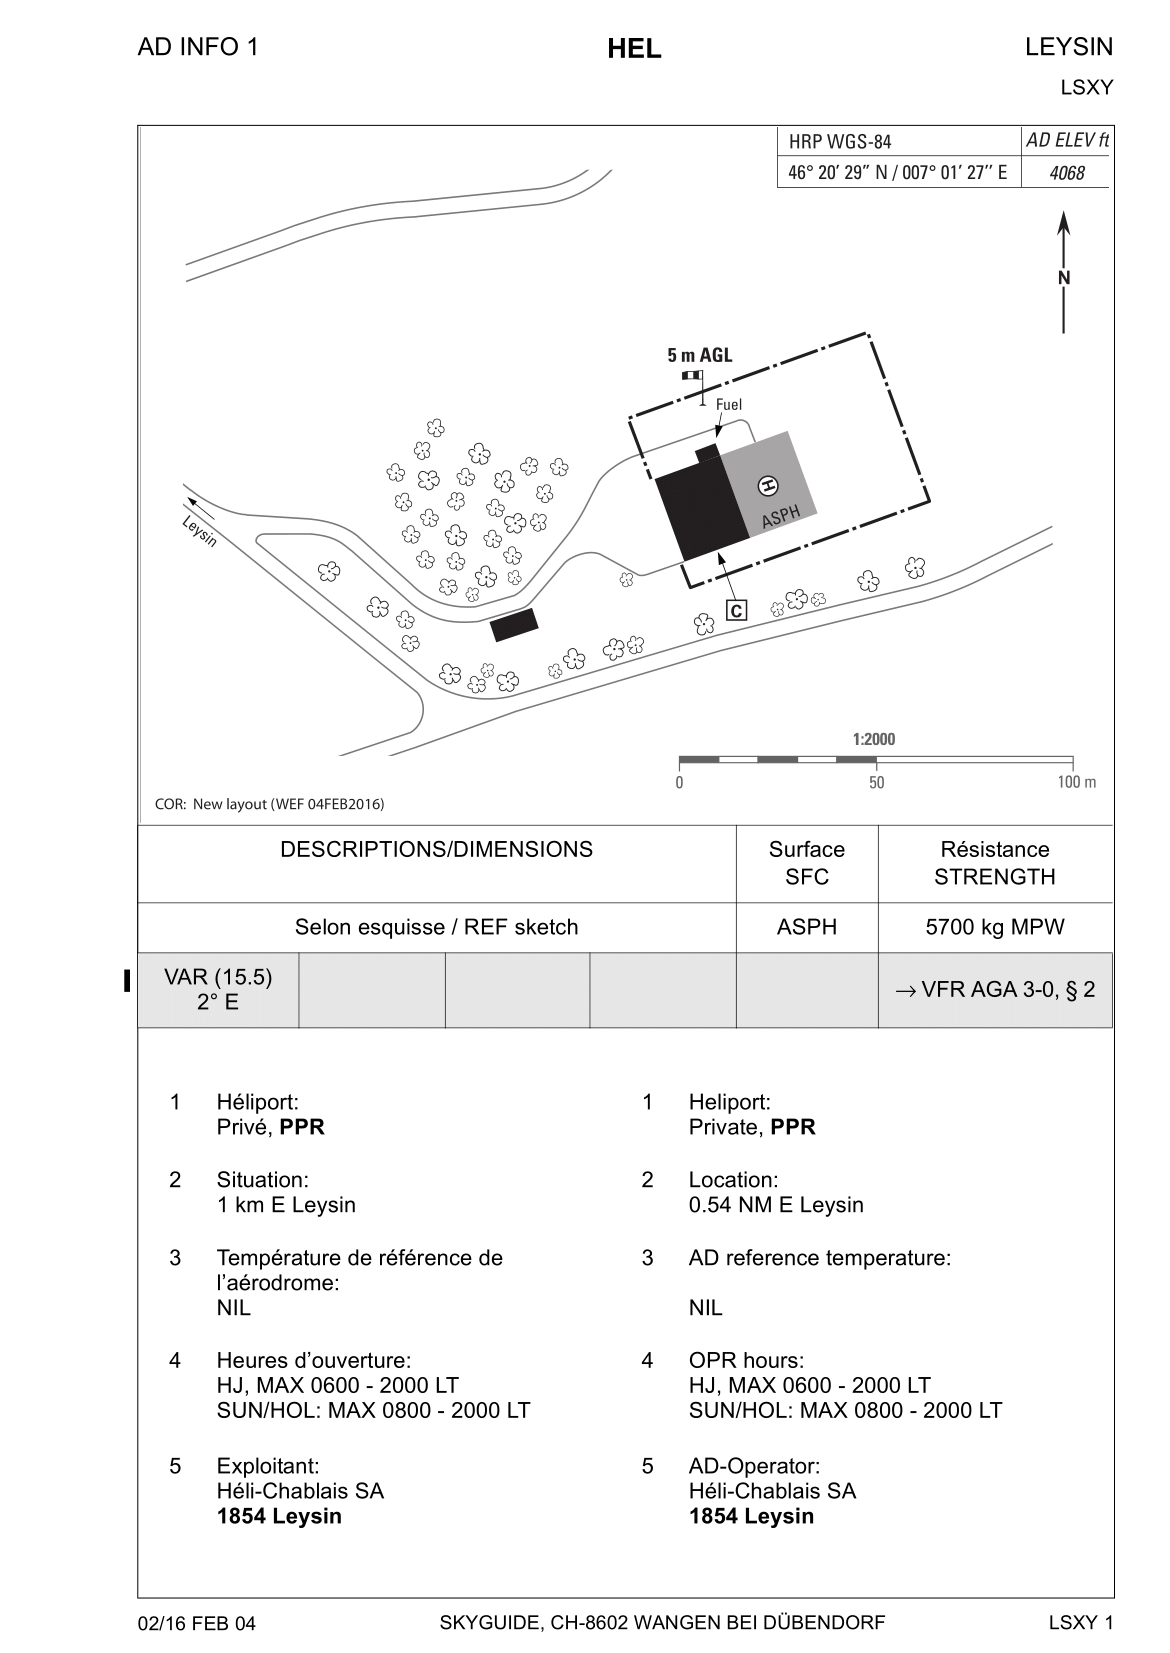 AD INFO 1
HEL
LEYSIN
LSXY
HRP WGS-84
AD ELEV ft
46° 20’ 29” N / 007° 01’ 27’’ E
4068
N
5 m AGL
Fuel
H
ASPH
Leysin
C
1:2000
0
50
100 m
COR: New layout (WEF 04FEB2016)
DESCRIPTIONS/DIMENSIONS
Surface
SFC
Résistance
STRENGTH
Selon esquisse / REF sketch
ASPH
5700 kg MPW
VAR (15.5)
2° E
→ VFR AGA 3-0, § 2
1 Héliport:
Privé, PPR
2 Situation:
1 km E Leysin
3 Température de référence de
l’aérodrome:
NIL
4 Heures d’ouverture:
HJ, MAX 0600 - 2000 LT
SUN/HOL: MAX 0800 - 2000 LT
5 Exploitant:
Héli-Chablais SA
1854 Leysin
1 Heliport:
Private, PPR
2 Location:
0.54 NM E Leysin
3 AD reference temperature:
NIL
4 OPR hours:
HJ, MAX 0600 - 2000 LT
SUN/HOL: MAX 0800 - 2000 LT
5 AD-Operator:
Héli-Chablais SA
1854 Leysin
02/16 FEB 04
SKYGUIDE, CH-8602 WANGEN BEI DÜBENDORF
LSXY 1